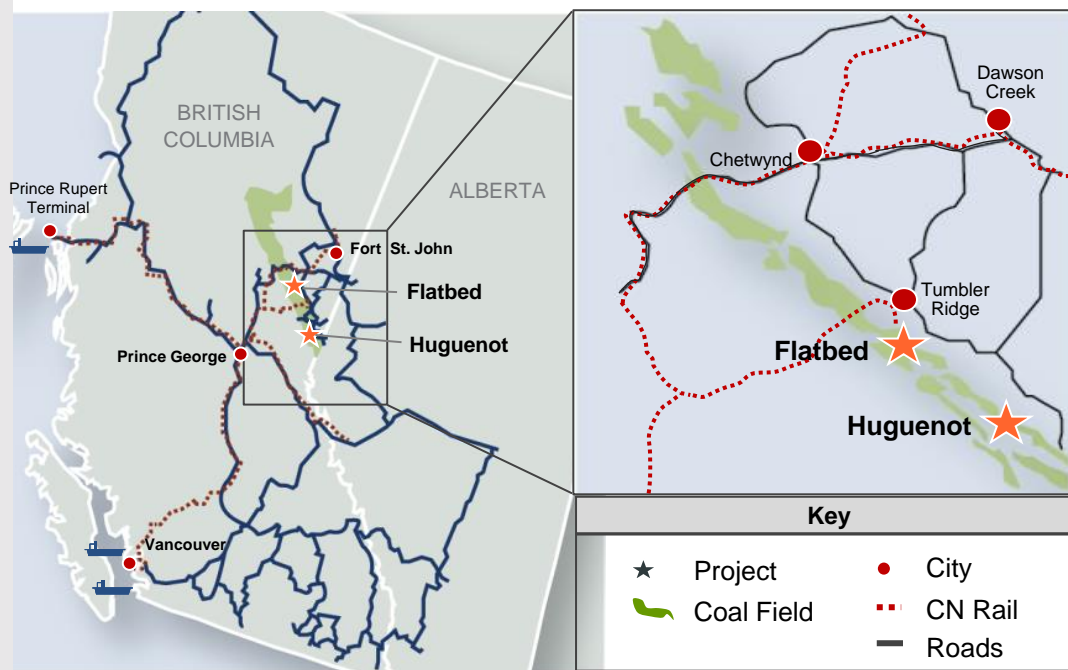 BRITISH
COLUMBIA
ALBERTA
Prince Rupert
Terminal
Fort St. John
Flatbed
Huguenot
Prince George
Vancouver
Dawson
Creek
Chetwynd
Tumbler
Ridge
Flatbed
Huguenot
Key
Project
City
Coal Field
CN Rail
Roads